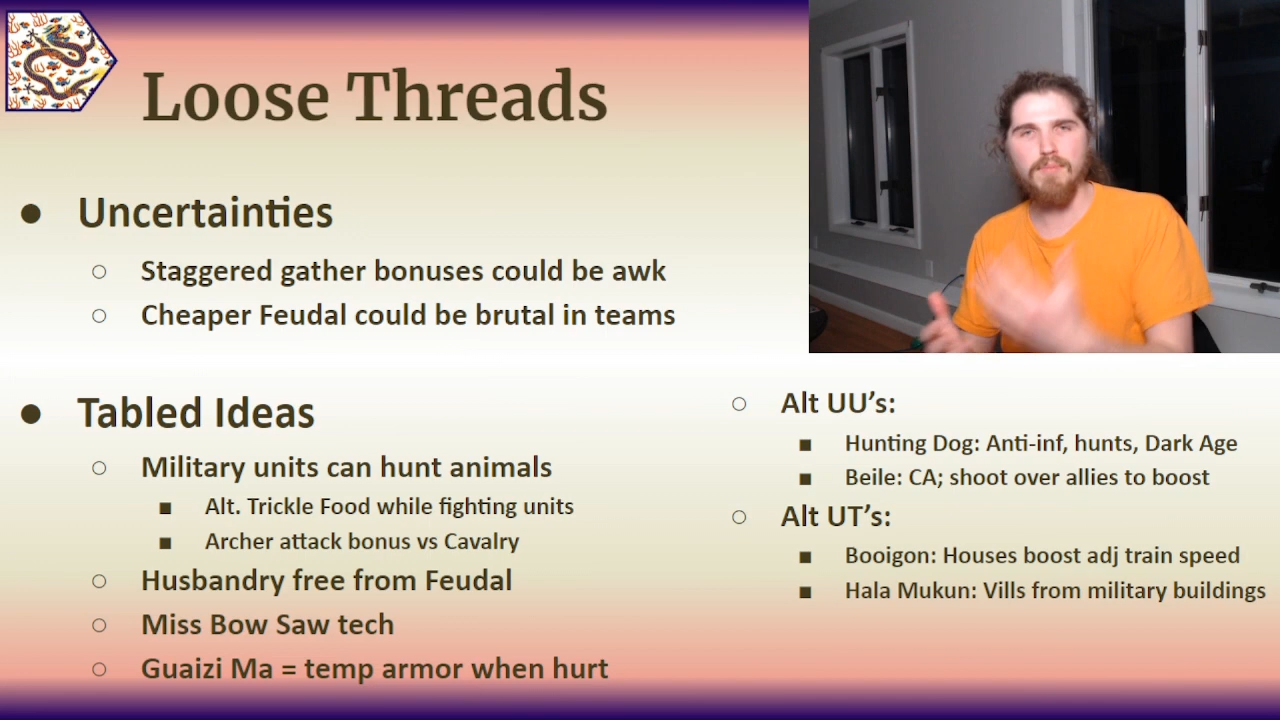 Loose Threads
Uncertainties
Staggered gather bonuses could be awk
Cheaper Feudal could be brutal in teams
Tabled Ideas
Military units can hunt animals
Alt. Trickle Food while fighting units
Archer attack bonus vs Cavalry
Husbandry free from Feudal
Miss Bow Saw tech
Guaizi Ma = temp armor when hurt
Alt UU's:
Hunting Dog: Anti-inf, hunts, Dark Age
Beile: CA; shoot over allies to boost
Alt UT's:
Booigon: Houses boost adj train speed
Hala Mukun: Vills from military buildings